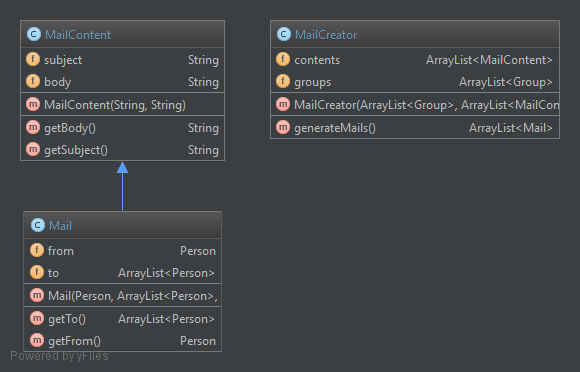 C MailContent
f subject String
f body String
m MailContent(String, String)
m getBody() String
m getSubject() String
C MailCreator
f contents ArrayList<MailContent>
f groups ArrayList<Group>
m MailCreator(ArrayList<Group>, ArrayList<MailCon
m generateMails() ArrayList<Mail>
C Mail
f from Person
f to ArrayList<Person>
m Mail(Person, ArrayList<Person>,
m getTo() ArrayList<Person>
m getFrom() Person
Powered by yFiles